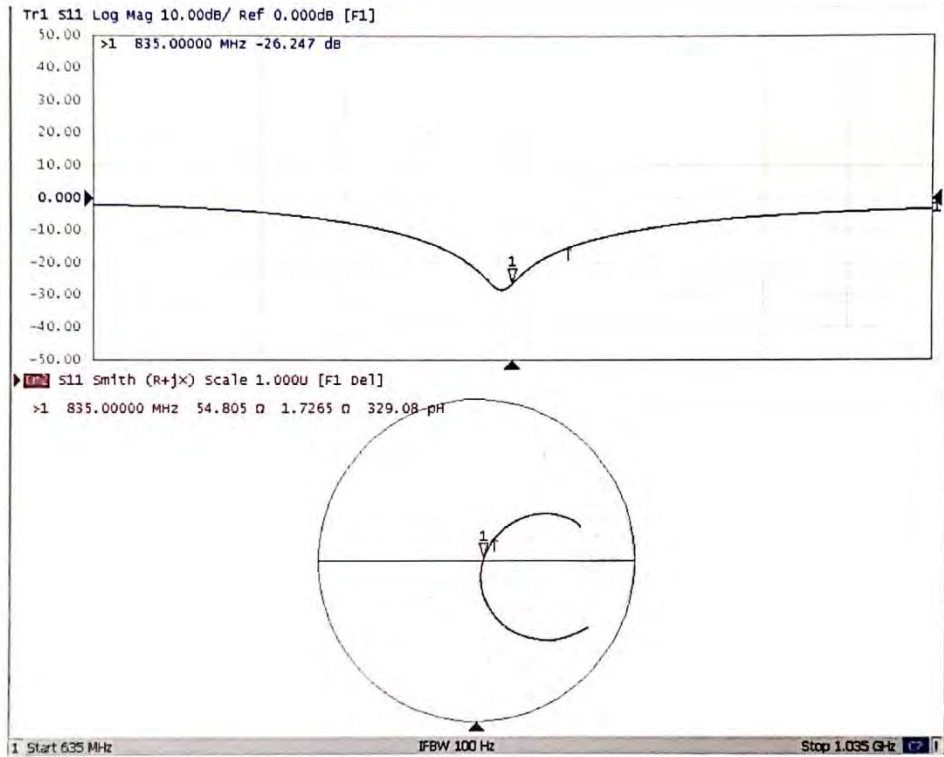 Tr1 S11 Log Mag 10.00dB/ Ref 0.000dB [F1]
50.00
>1 835.00000 MHz -26.247 dB
40.00
30.00
20.00
10.00
0.000
-10.00
-20.00
-30.00
-40.00
-50.00
1
1
S11 Smith (R+jX) Scale 1.000U [F1 Del]
>1 835.00000 MHz 54.805 Ω 1.7265 Ω 329.08 pH
1
1 Start 635 MHz IFBW 100 Hz Stop 1.035 GHz C?